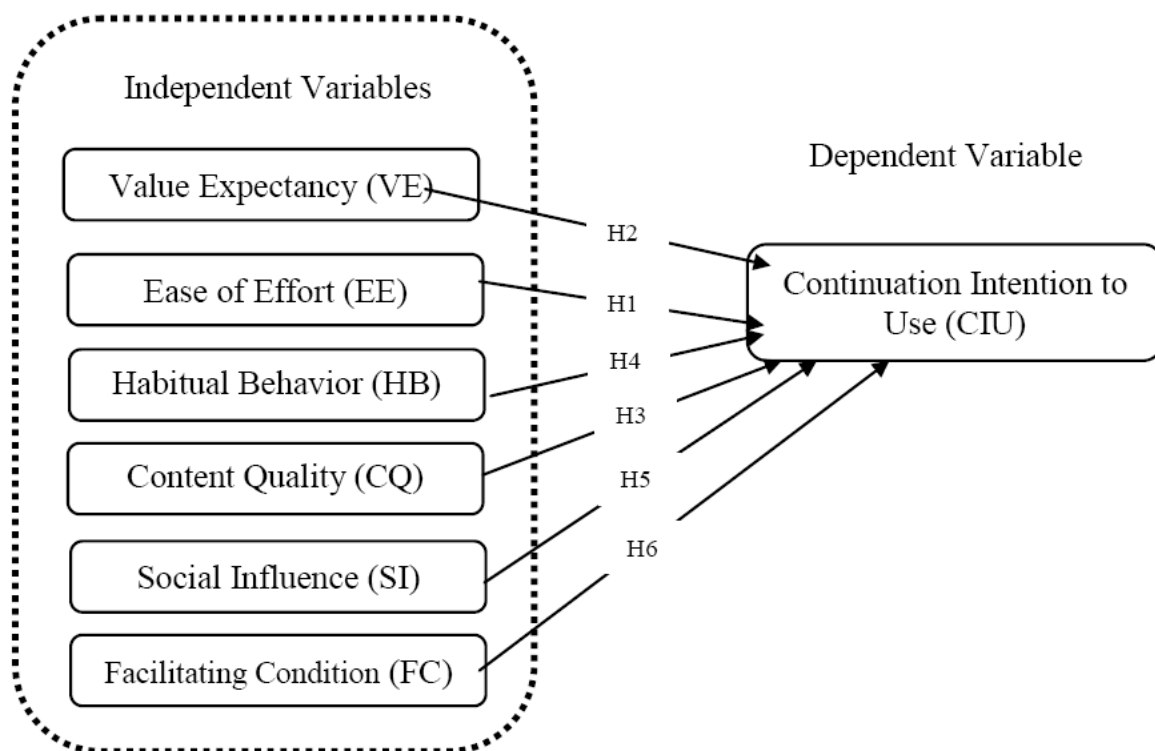 Independent Variables
Value Expectancy (VE)
Ease of Effort (EE)
Habitual Behavior (HB)
Content Quality (CQ)
Social Influence (SI)
Facilitating Condition (FC)
H2
H1
H4
H3
H5
H6
Dependent Variable
Continuation Intention to
Use (CIU)